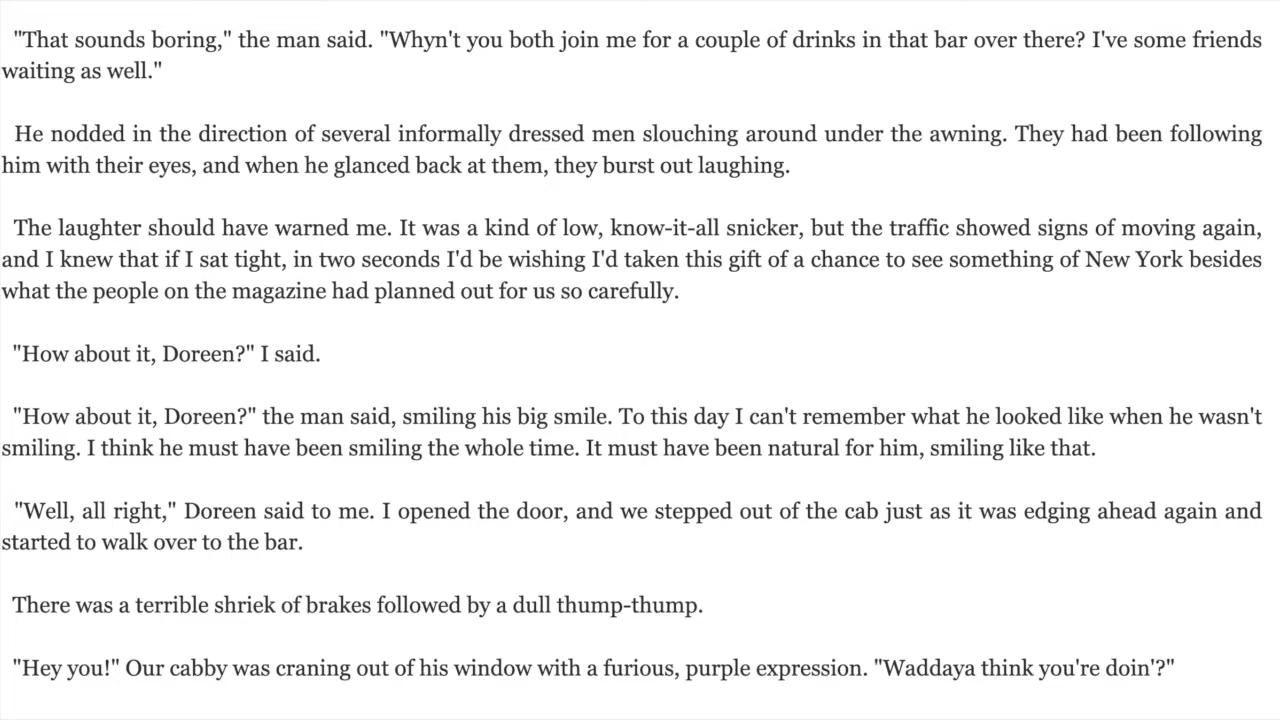 "That sounds boring," the man said. "Whyn't you both join me for a couple of drinks in that bar over there? I've some friends
waiting as well."
He nodded in the direction of several informally dressed men slouching around under the awning. They had been following
him with their eyes, and when he glanced back at them, they burst out laughing.
The laughter should have warned me. It was a kind of low, know-it-all snicker, but the traffic showed signs of moving again,
and I knew that if I sat tight, in two seconds I'd be wishing I'd taken this gift of a chance to see something of New York besides
what the people on the magazine had planned out for us so carefully.
"How about it, Doreen?" I said.
"How about it, Doreen?" the man said, smiling his big smile. To this day I can't remember what he looked like when he wasn't
smiling. I think he must have been smiling the whole time. It must have been natural for him, smiling like that.
"Well, all right," Doreen said to me. I opened the door, and we stepped out of the cab just as it was edging ahead again and
started to walk over to the bar.
There was a terrible shriek of brakes followed by a dull thump-thump.
"Hey you!" Our cabby was craning out of his window with a furious, purple expression. "Waddaya think you're doin'?"